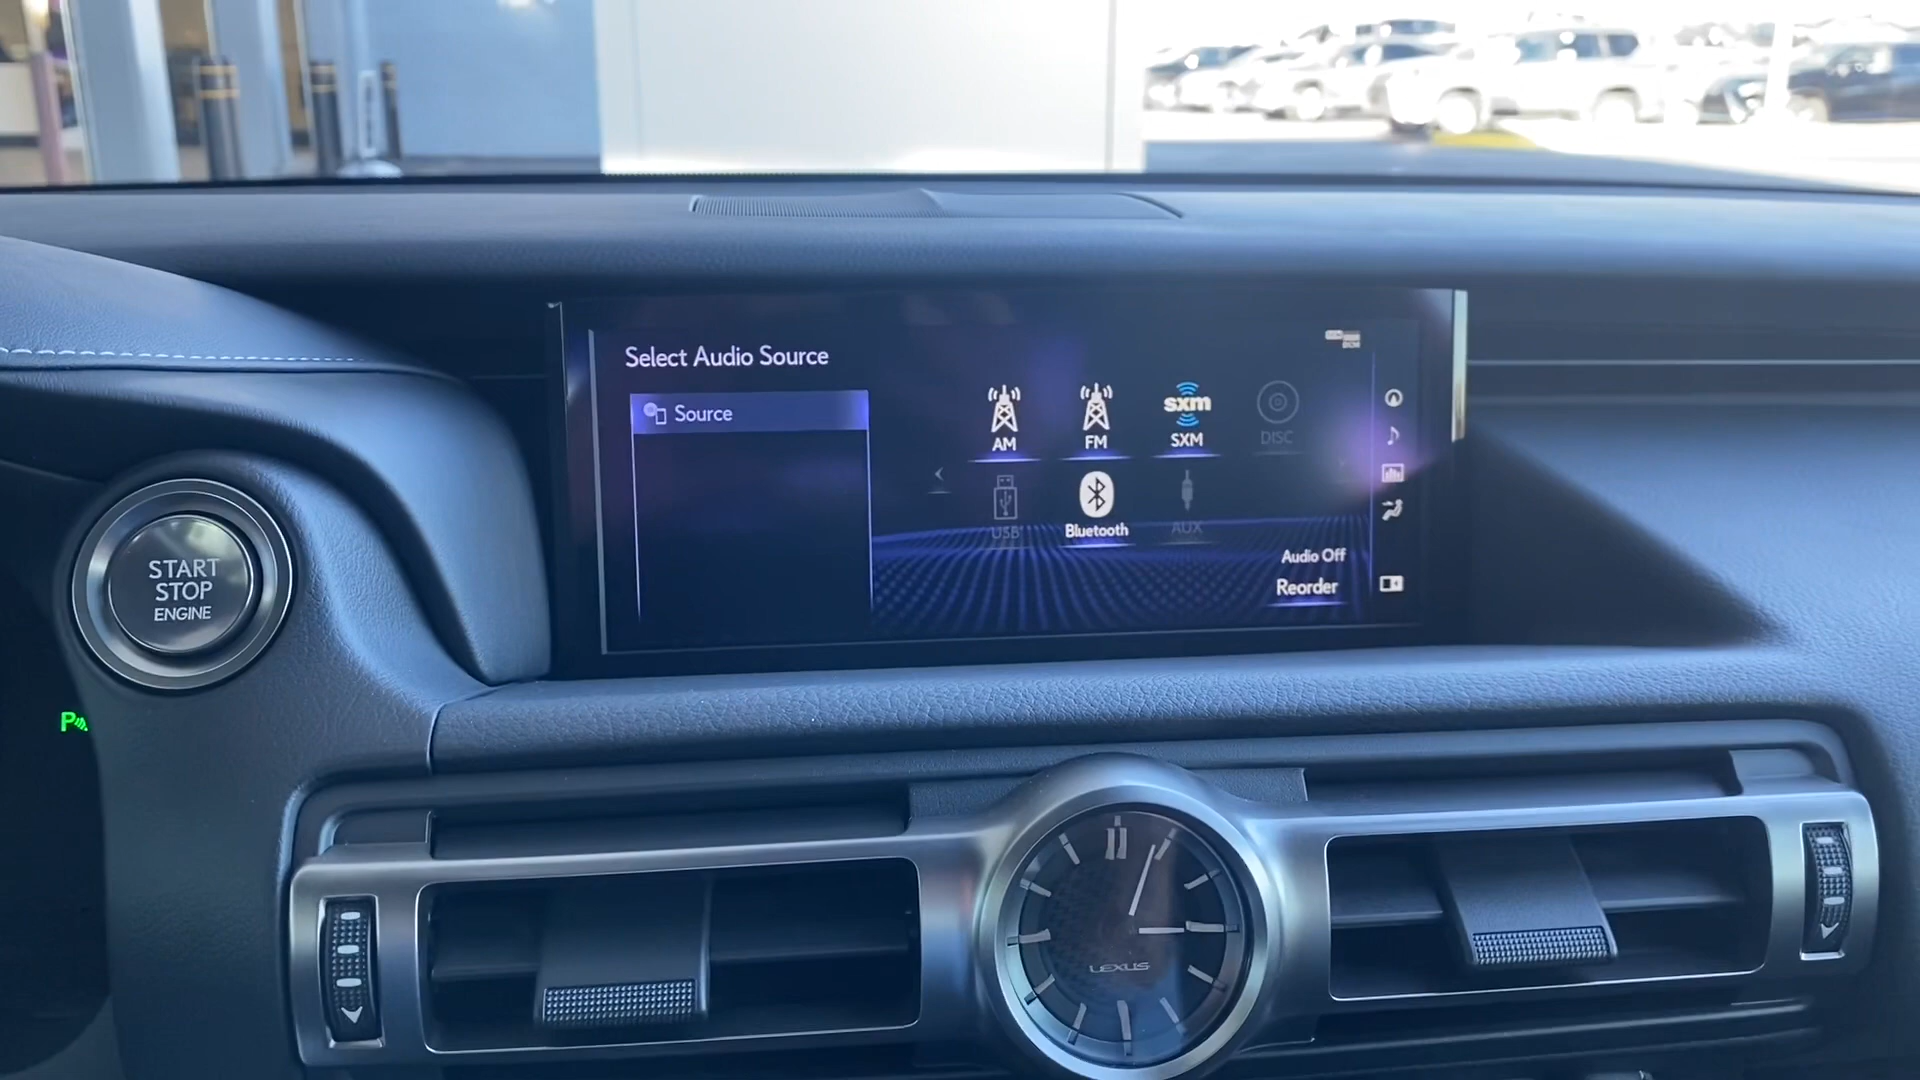 Select Audio Source
Source
AM
FM
sxm
SXM
DISC
USB
Bluetooth
AUX
Audio Off
Reorder
START
STOP
ENGINE
P
LEXUS